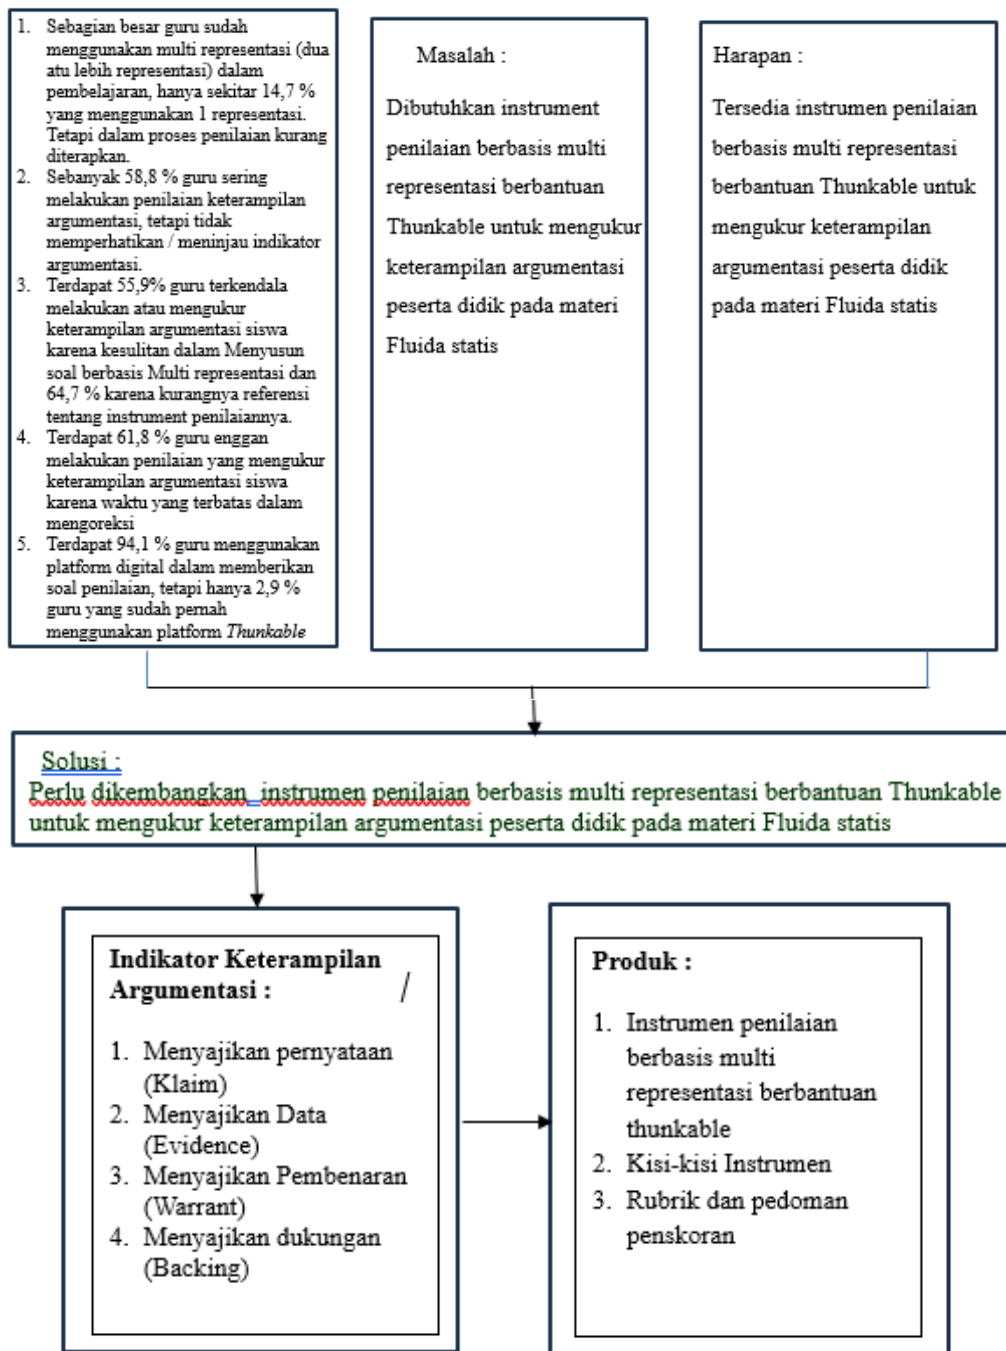 1. Sebagian besar guru sudah
menggunakan multi representasi (dua
atu lebih representasi) dalam
pembelajaran, hanya sekitar 14,7 %
yang menggunakan 1 representasi.
Tetapi dalam proses penilaian kurang
diterapkan.
2. Sebanyak 58,8 % guru sering
melakukan penilaian keterampilan
argumentasi, tetapi tidak
memperhatikan / meninjau indikator
argumentasi.
3. Terdapat 55,9% guru terkendala
melakukan atau mengukur
keterampilan argumentasi siswa
karena kesulitan dalam Menyusun
soal berbasis Multi representasi dan
64,7 % karena kurangnya referensi
tentang instrument penilaiannya.
4. Terdapat 61,8 % guru enggan
melakukan penilaian yang mengukur
keterampilan argumentasi siswa
karena waktu yang terbatas dalam
mengoreksi
5. Terdapat 94,1 % guru menggunakan
platform digital dalam memberikan
soal penilaian, tetapi hanya 2,9 %
guru yang sudah pernah
menggunakan platform Thunkable
Masalah :
Dibutuhkan instrument
penilaian berbasis multi
representasi berbantuan
Thunkable untuk mengukur
keterampilan argumentasi
peserta didik pada materi
Fluida statis
Harapan :
Tersedia instrumen penilaian
berbasis multi representasi
berbantuan Thunkable untuk
mengukur keterampilan
argumentasi peserta didik
pada materi Fluida statis
Solusi :
Perlu dikembangkan instrumen penilaian berbasis multi representasi berbantuan Thunkable
untuk mengukur keterampilan argumentasi peserta didik pada materi Fluida statis
Indikator Keterampilan
Argumentasi : /
1. Menyajikan pernyataan
(Klaim)
2. Menyajikan Data
(Evidence)
3. Menyajikan Pembenaran
(Warrant)
4. Menyajikan dukungan
(Backing)
Produk :
1. Instrumen penilaian
berbasis multi
representasi berbantuan
thunkable
2. Kisi-kisi Instrumen
3. Rubrik dan pedoman
penskoran